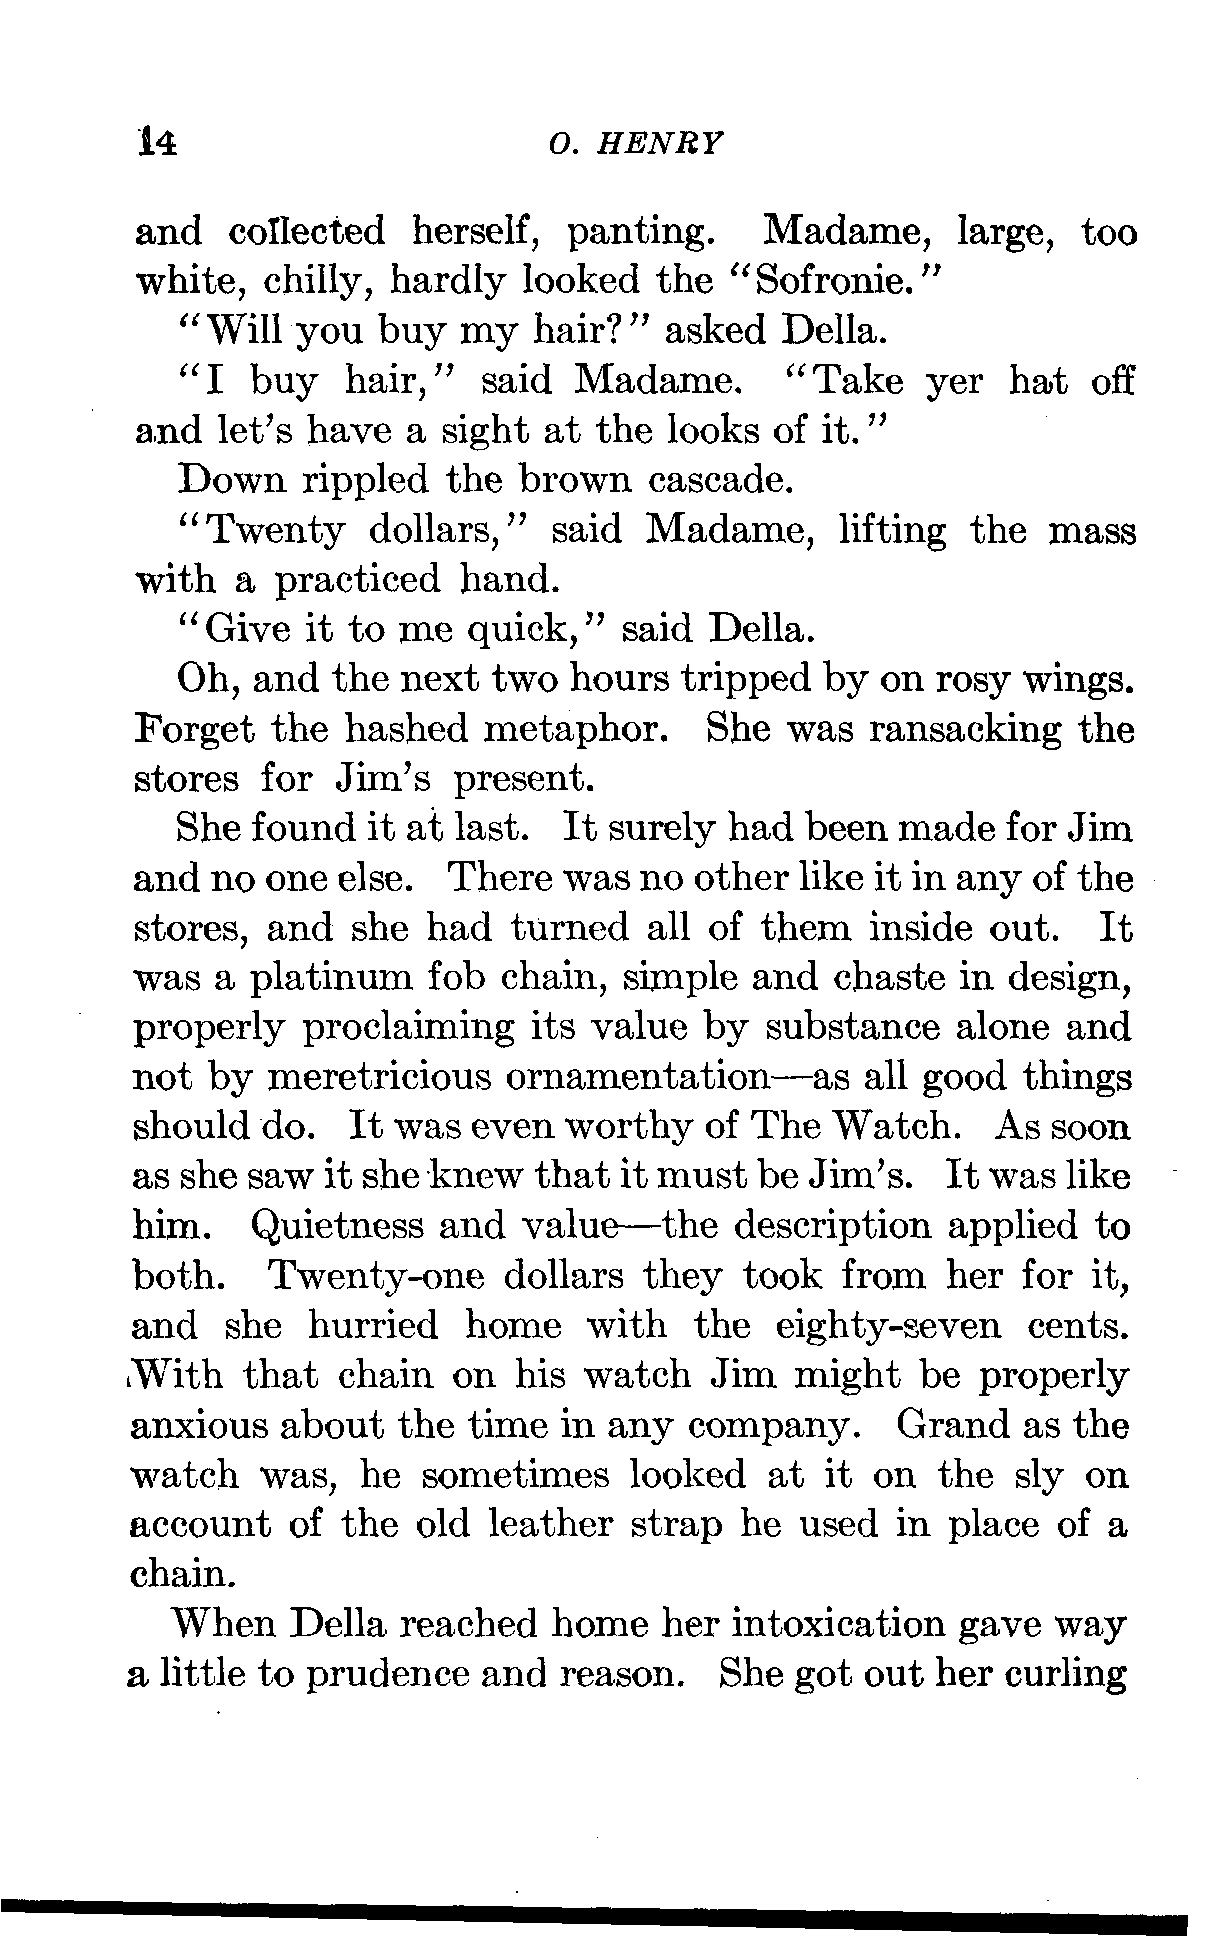 14 O. HENRY
and collected herself, panting. Madame, large, too
white, chilly, hardly looked the "Sofronie."
"Will you buy my hair?" asked Della.
"I buy hair," said Madame. "Take yer hat off
and let's have a sight at the looks of it."
Down rippled the brown cascade.
"Twenty dollars," said Madame, lifting the mass
with a practiced hand.
"Give it to me quick," said Della.
Oh, and the next two hours tripped by on rosy wings.
Forget the hashed metaphor. She was ransacking the
stores for Jim's present.
She found it at last. It surely had been made for Jim
and no one else. There was no other like it in any of the
stores, and she had turned all of them inside out. It
was a platinum fob chain, simple and chaste in design,
properly proclaiming its value by substance alone and
not by meretricious ornamentation—as all good things
should do. It was even worthy of The Watch. As soon
as she saw it she knew that it must be Jim's. It was like
him. Quietness and value—the description applied to
both. Twenty-one dollars they took from her for it,
and she hurried home with the eighty-seven cents.
With that chain on his watch Jim might be properly
anxious about the time in any company. Grand as the
watch was, he sometimes looked at it on the sly on
account of the old leather strap he used in place of a
chain.
When Della reached home her intoxication gave way
a little to prudence and reason. She got out her curling